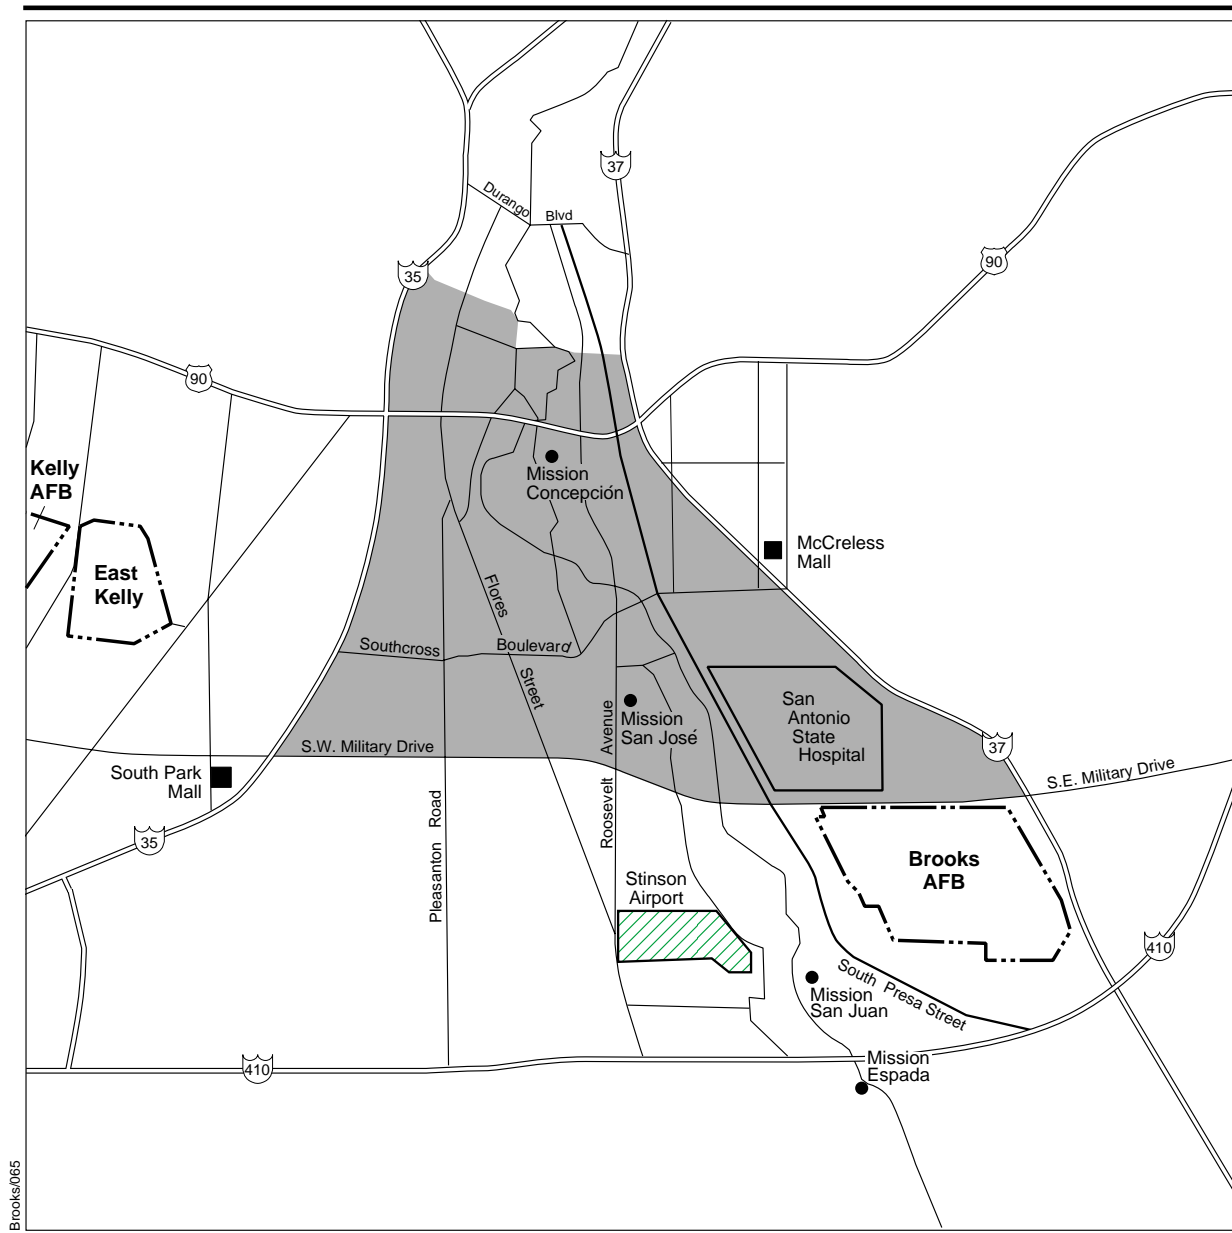 37
Durango
Blvd
35
90
90
Kelly
AFB
Mission
Concepción
McCreless
Mall
East
Kelly
Flores
Street
Southcross
Boulevard
San
Antonio
State
Hospital
Mission
San José
Roosevelt Avenue
S.W. Military Drive
37
S.E. Military Drive
South Park
Mall
35
Pleasanton Road
Brooks
AFB
Stinson
Airport
410
South Presa Street
Mission
San Juan
Mission
Espada
410
Brooks/065